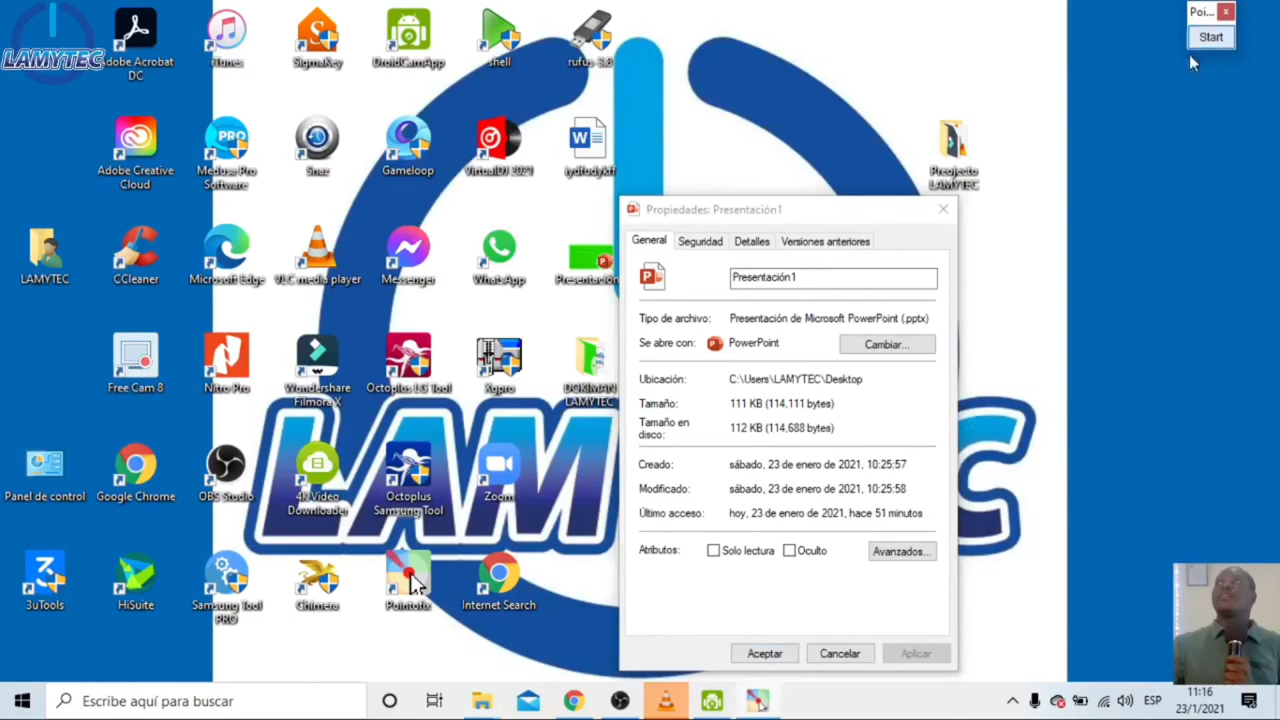 LAMYTEC
Adobe Acrobat
DC
iTunes
SigmaKey
DroidCamApp
shell
rufus-3.8
Poi...
Start
Adobe Creative
Cloud
PRO
Medusa Pro
Software
Snaz
Gameloop
VirtualDJ 2021
W
iydfudykff
Preojecto
LAMYTEC
LAMYTEC
CCleaner
Microsoft Edge
VLC media player
Messenger
WhatsApp
Presentación
Free Cam 8
Nitro Pro
Wondershare
Filmora X
Octoplus LG Tool
Xgpro
DOKIMAN
LAMYTEC
Panel de control
Google Chrome
OBS Studio
4K Video
Downloader
Octoplus
Samsung Tool
Zoom
3uTools
HiSuite
Samsung Tool
PRO
Chimera
Pointofix
Internet Search
Propiedades: Presentación1
General
Seguridad
Detalles
Versiones anteriores
Presentación1
Tipo de archivo: Presentación de Microsoft PowerPoint (.pptx)
Se abre con: PowerPoint
Cambiar...
Ubicación: C:\Users\LAMYTEC\Desktop
Tamaño: 111 KB (114,111 bytes)
Tamaño en
disco: 112 KB (114,688 bytes)
Creado: sábado, 23 de enero de 2021, 10:25:57
Modificado: sábado, 23 de enero de 2021, 10:25:58
Último acceso: hoy, 23 de enero de 2021, hace 51 minutos
Atributos: Solo lectura Oculto Avanzados...
Aceptar Cancelar Aplicar
Escribe aquí para buscar
ESP
11:16
23/1/2021